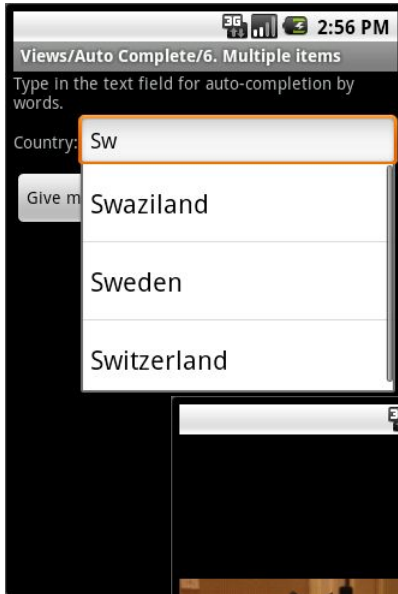 3G 2:56 PM
Views/Auto Complete/6. Multiple items
Type in the text field for auto-completion by
words.
Country: Sw
Give m
Swaziland
Sweden
Switzerland